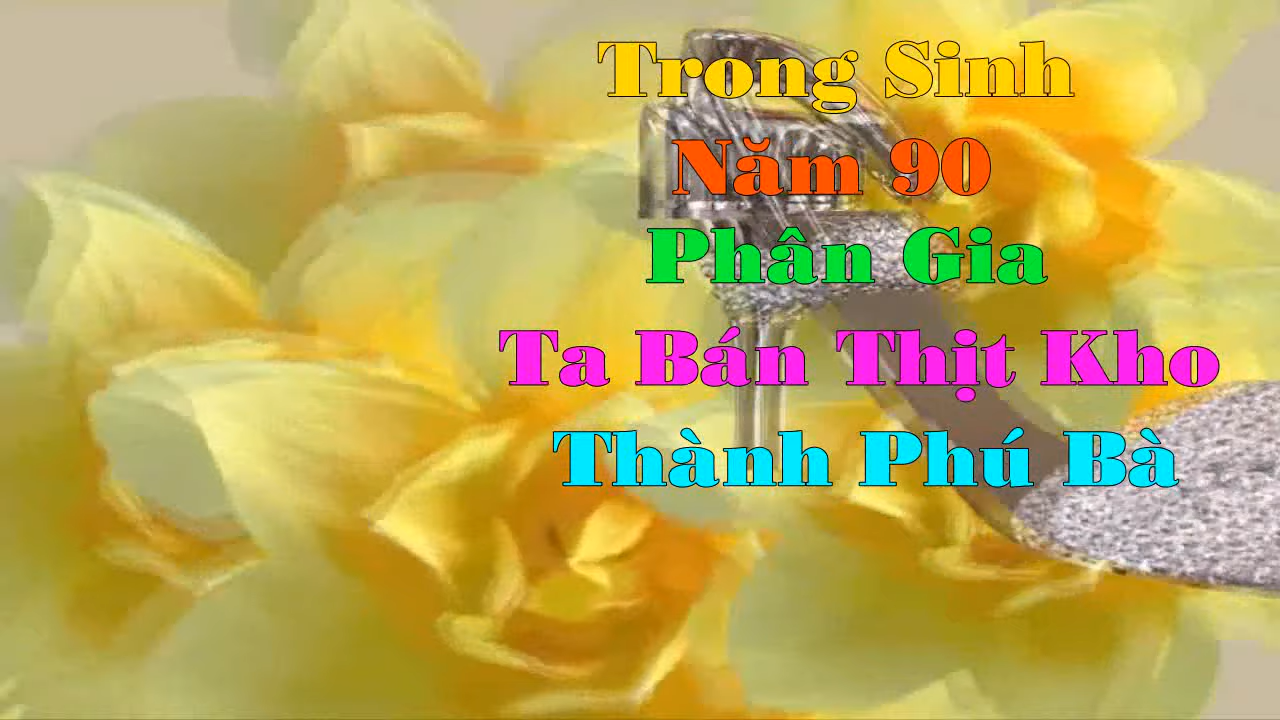 Trong Sinh
Năm 90
Phân Gia
Ta Bán Thịt Kho
Thành Phú Bà